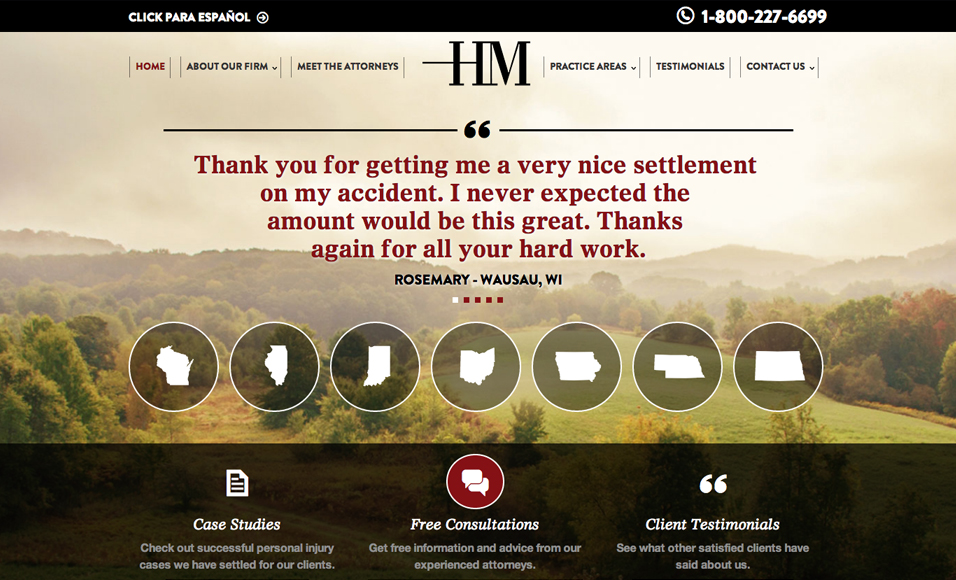 CLICK PARA ESPAÑOL
1-800-227-6699
HOME
ABOUT OUR FIRM
MEET THE ATTORNEYS
HM
PRACTICE AREAS
TESTIMONIALS
CONTACT US
“
Thank you for getting me a very nice settlement
on my accident. I never expected the
amount would be this great. Thanks
again for all your hard work.
ROSEMARY - WAUSAU, WI
Case Studies
Check out successful personal injury
cases we have settled for our clients.
Free Consultations
Get free information and advice from our
experienced attorneys.
“
Client Testimonials
See what other satisfied clients have
said about us.